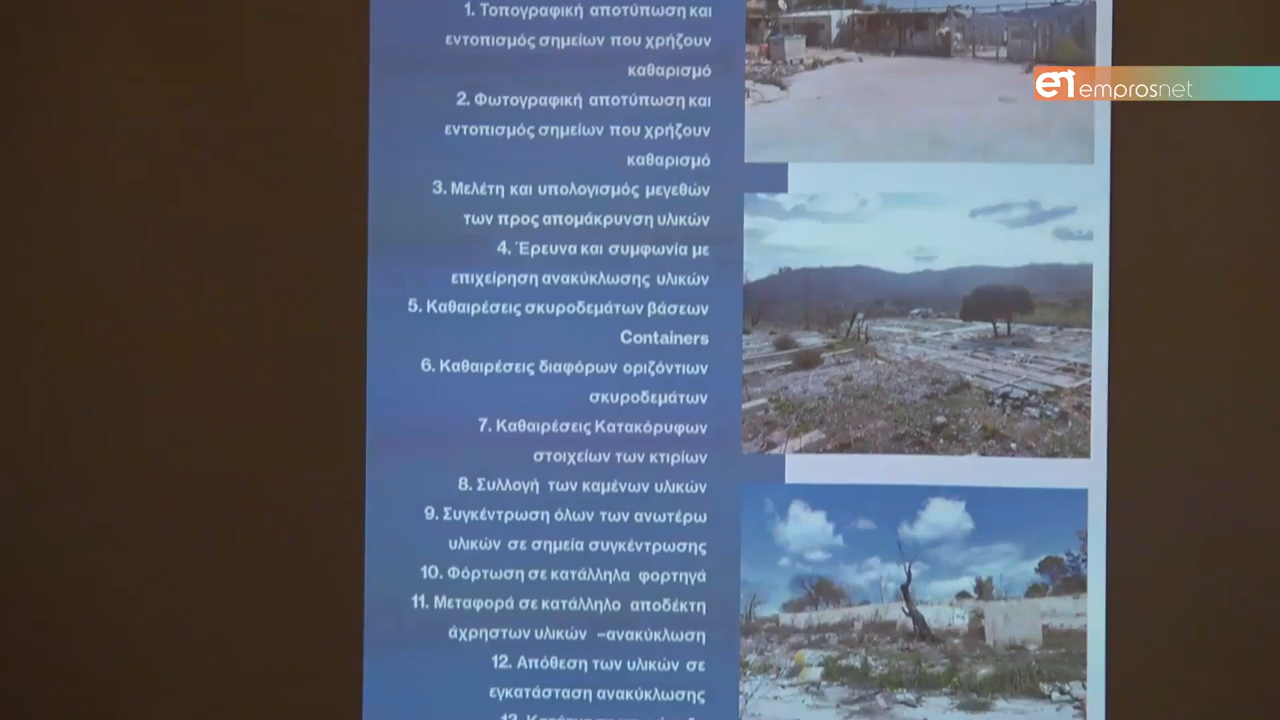 1. Τοπογραφική αποτύπωση και
εντοπισμός σημείων που χρήζουν
καθαρισμό
2. Φωτογραφική αποτύπωση και
εντοπισμός σημείων που χρήζουν
καθαρισμό
3. Μελέτη και υπολογισμός μεγεθών
των προς απομάκρυνση υλικών
4. Έρευνα και συμφωνία με
επιχείρηση ανακύκλωσης υλικών
5. Καθαιρέσεις σκυροδεμάτων βάσεων
Containers
6. Καθαιρέσεις διαφόρων οριζόντιων
σκυροδεμάτων
7. Καθαιρέσεις Κατακόρυφων
στοιχείων των κτιρίων
8. Συλλογή των καμένων υλικών
9. Συγκέντρωση όλων των ανωτέρω
υλικών σε σημεία συγκέντρωσης
10. Φόρτωση σε κατάλληλα φορτηγά
11. Μεταφορά σε κατάλληλο αποδέκτη
άχρηστων υλικών –ανακύκλωση
12. Απόθεση των υλικών σε
εγκατάσταση ανακύκλωσης
13.
en emprosnet